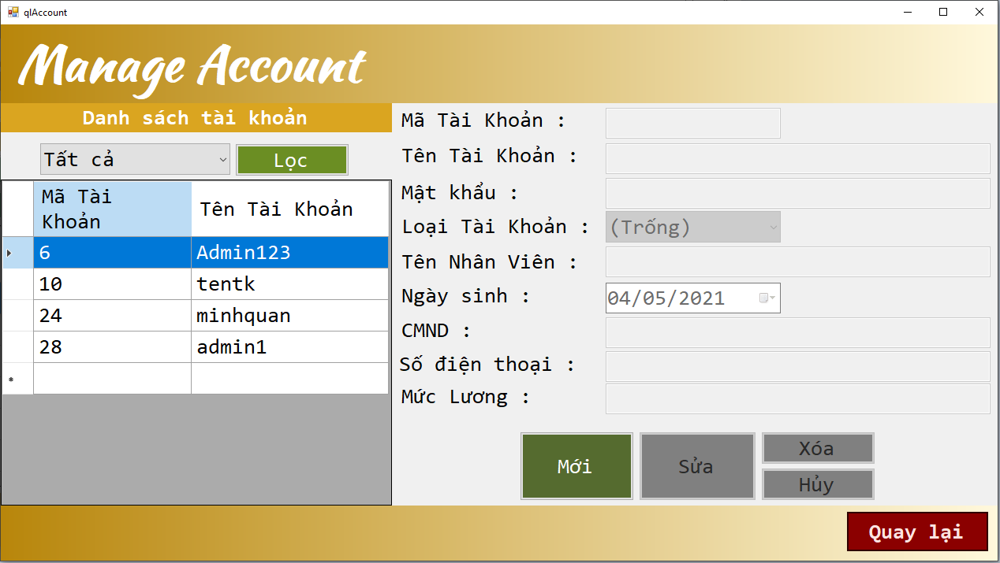 qlAccount
Manage Account
Danh sách tài khoản
Tất cả
Lọc
Mã Tài Khoản
Tên Tài Khoản
6 Admin123
10 tentk
24 minhquan
28 admin1
Mã Tài Khoản :
Tên Tài Khoản :
Mật khẩu :
Loại Tài Khoản : (Trống)
Tên Nhân Viên :
Ngày sinh : 04/05/2021
CMND :
Số điện thoại :
Mức Lương :
Mới
Sửa
Xóa
Hủy
Quay lại